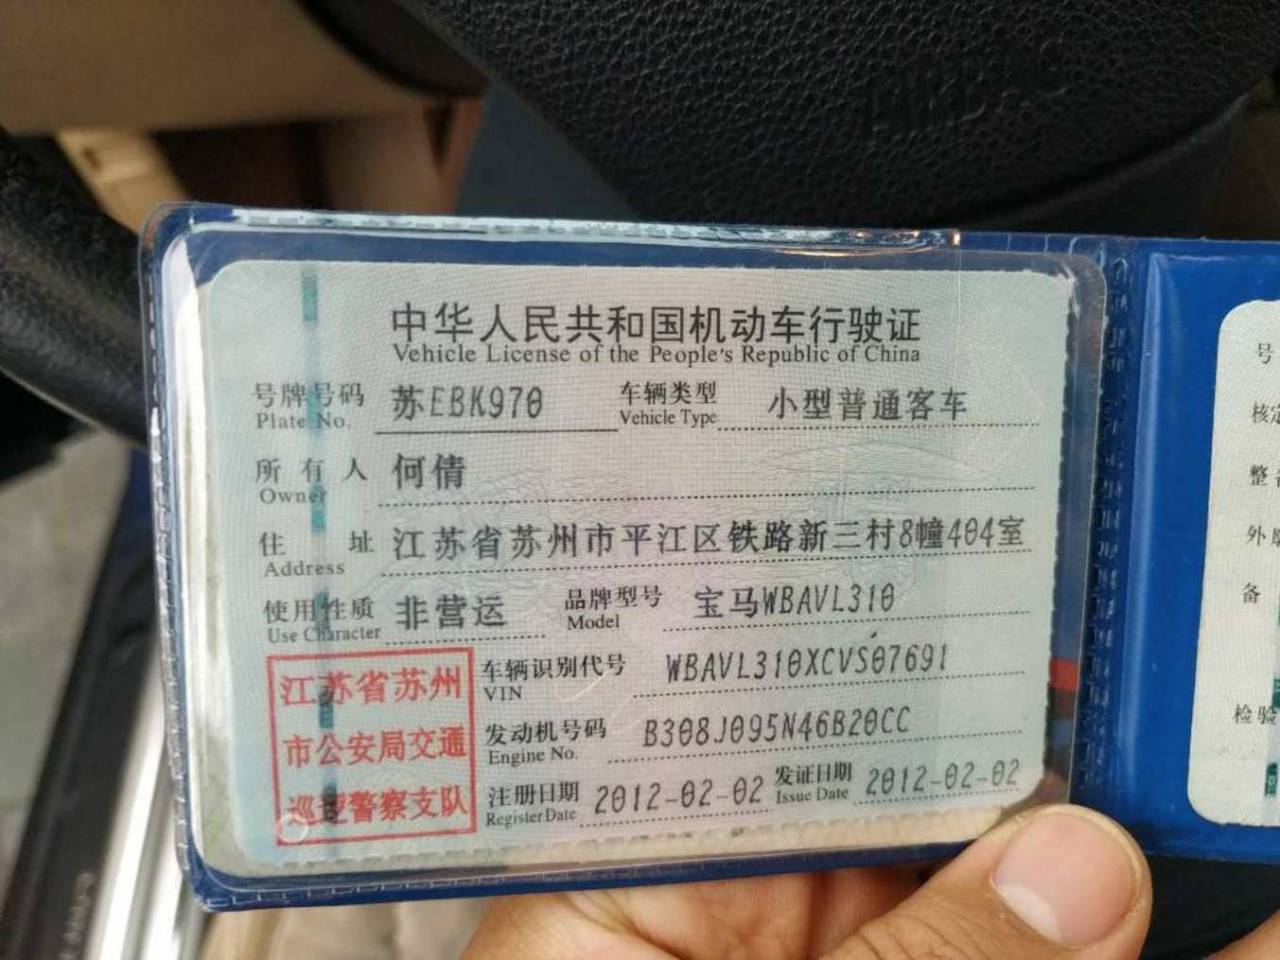 中华人民共和国机动车行驶证
Vehicle License of the People's Republic of China
号牌号码 苏EBK970 车辆类型 小型普通客车
Plate No. Vehicle Type
所有人 何倩
Owner
住址 江苏省苏州市平江区铁路新三村8幢404室
Address
使用性质 非营运 品牌型号 宝马WBAVL310
Use Character Model
江苏省苏州
市公安局交通
巡逻警察支队
车辆识别代号 WBAVL310XCVS07691
VIN
发动机号码 B308J095N46B20CC
Engine No.
注册日期 2012-02-02 发证日期 2012-02-02
Register Date Issue Date
号
核定
整
外
备
检验